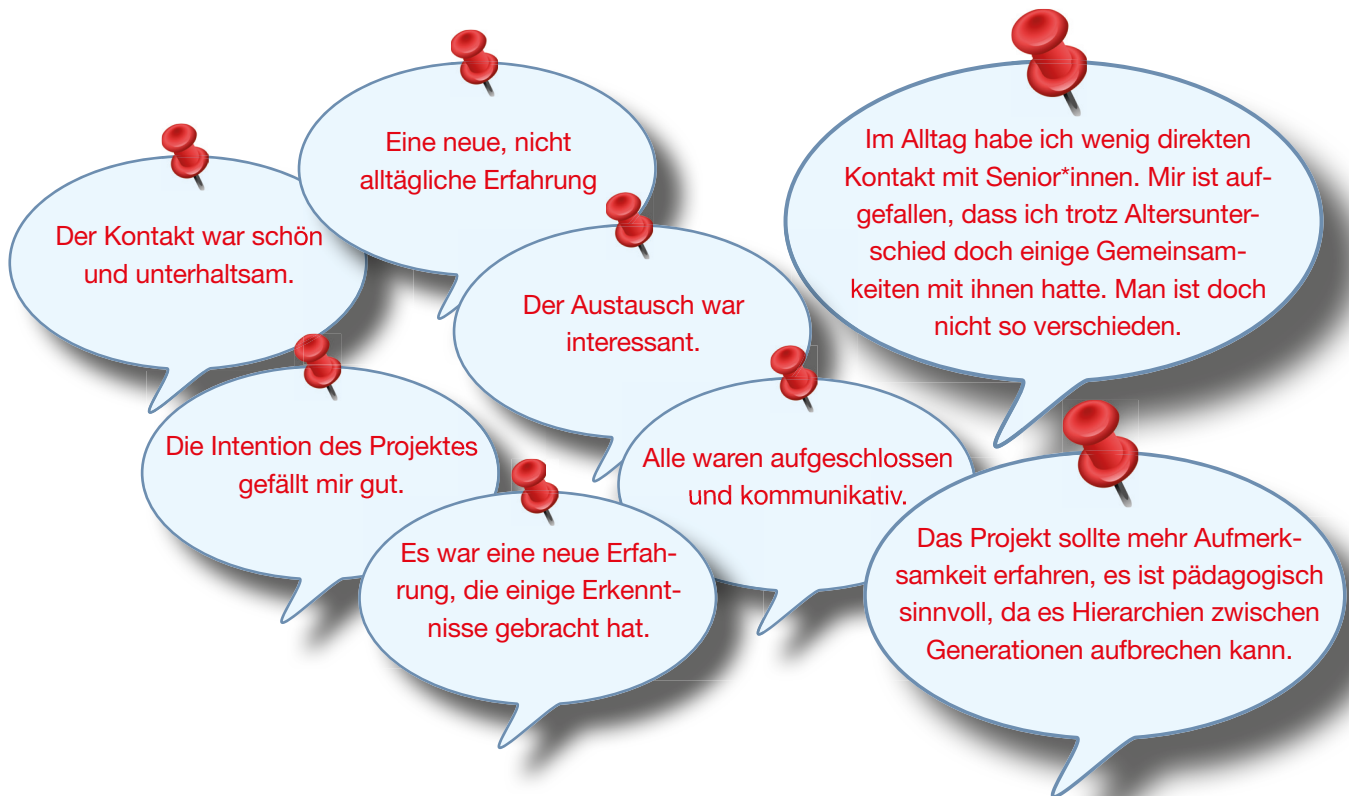 Eine neue, nicht
alltägliche Erfahrung
Der Kontakt war schön
und unterhaltsam.
Der Austausch war
interessant.
Im Alltag habe ich wenig direkten
Kontakt mit Senior*innen. Mir ist auf-
gefallen, dass ich trotz Altersunter-
schied doch einige Gemeinsam-
keiten mit ihnen hatte. Man ist doch
nicht so verschieden.
Die Intention des Projektes
gefällt mir gut.
Alle waren aufgeschlossen
und kommunikativ.
Es war eine neue Erfah-
rung, die einige Erkennt-
nisse gebracht hat.
Das Projekt sollte mehr Aufmerk-
samkeit erfahren, es ist pädagogisch
sinnvoll, da es Hierarchien zwischen
Generationen aufbrechen kann.